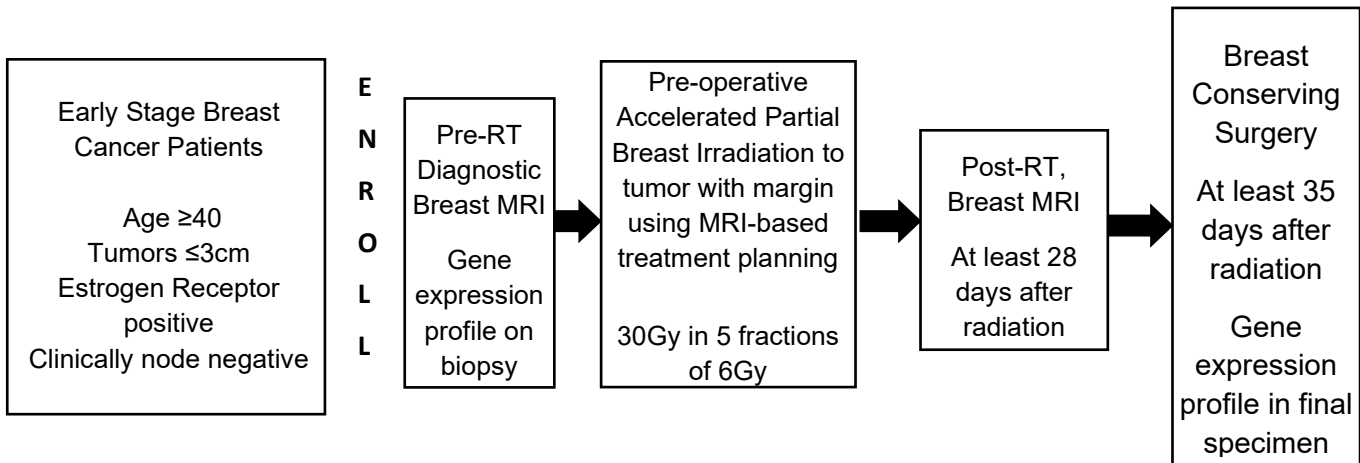 Early Stage Breast
Cancer Patients
Age ≥40
Tumors ≤3cm
Estrogen Receptor
positive
Clinically node negative
E
N
R
O
L
L
Pre-RT
Diagnostic
Breast MRI
Gene
expression
profile on
biopsy
Pre-operative
Accelerated Partial
Breast Irradiation to
tumor with margin
using MRI-based
treatment planning
30Gy in 5 fractions
of 6Gy
Post-RT,
Breast MRI
At least 28
days after
radiation
Breast
Conserving
Surgery
At least 35
days after
radiation
Gene
expression
profile in final
specimen